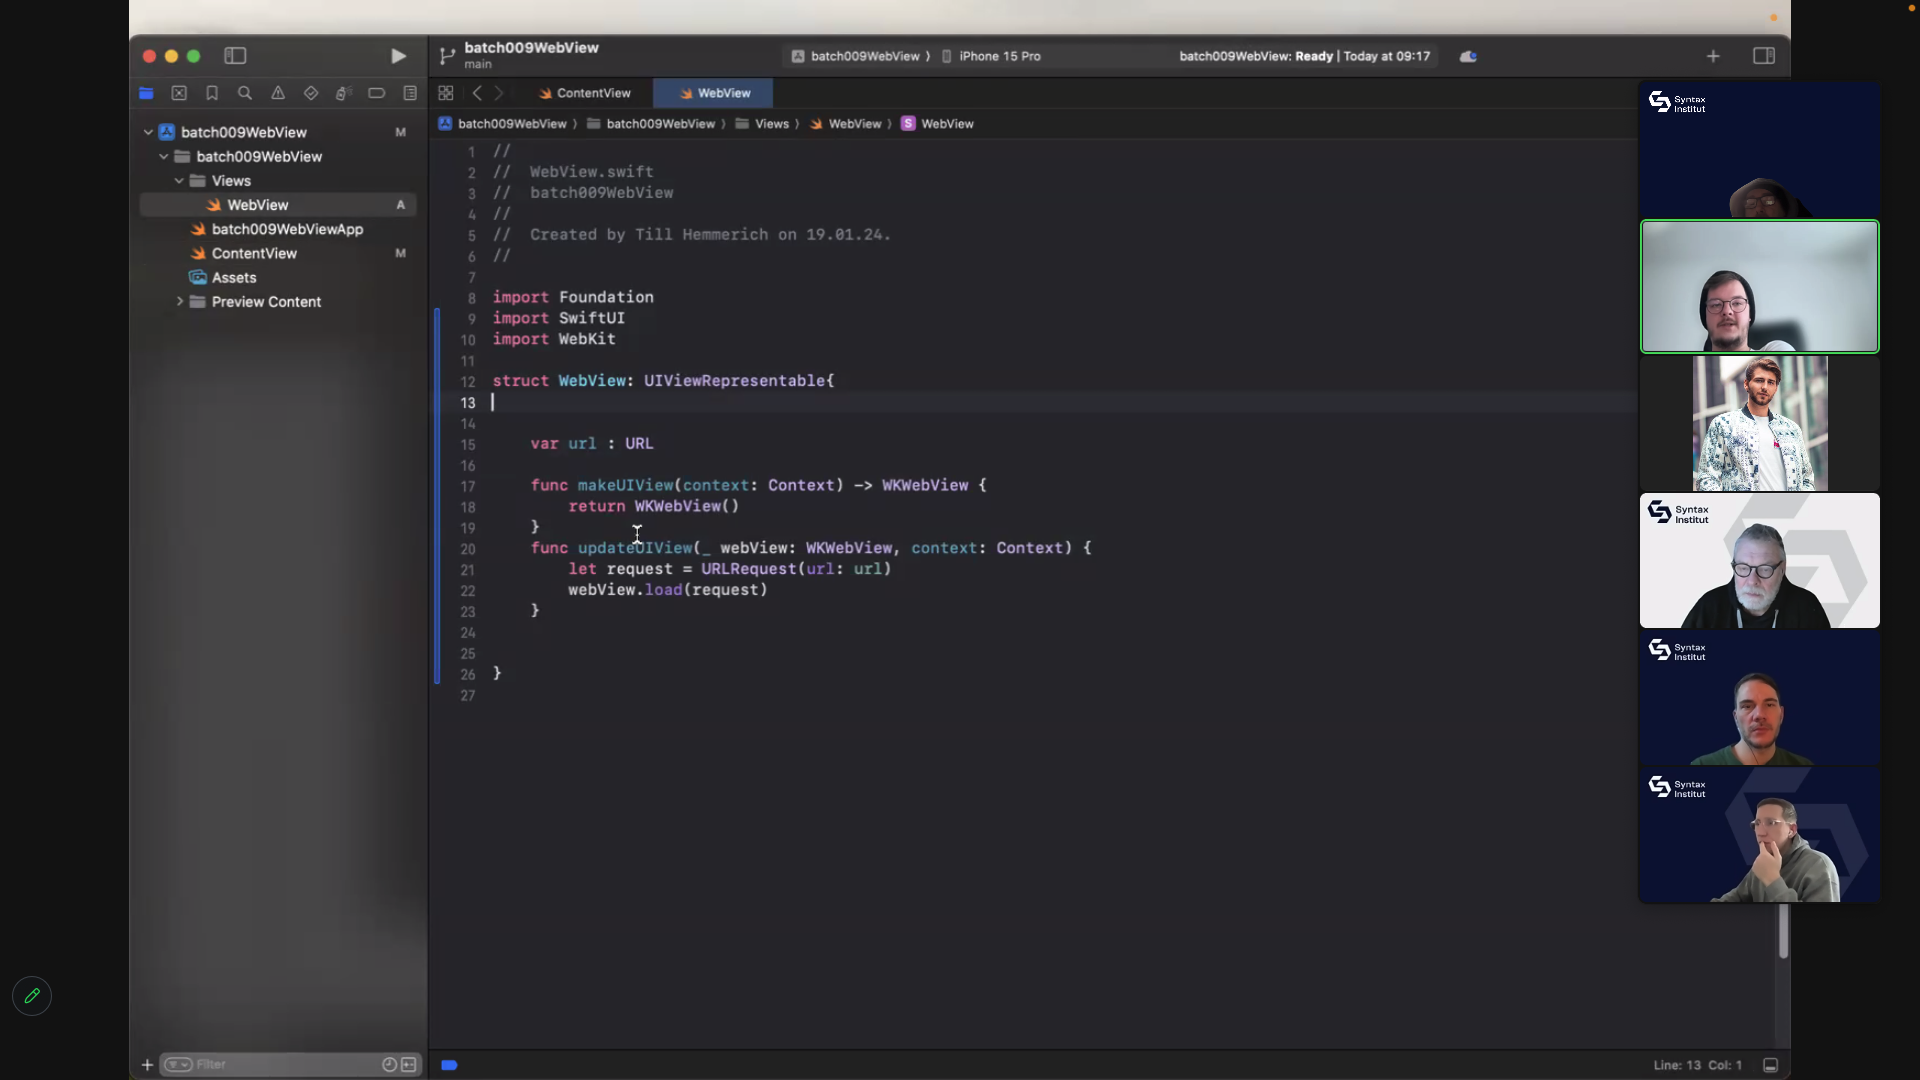 batch009WebView
main
batch009WebView ⟩ iPhone 15 Pro
batch009WebView: Ready | Today at 09:17
ContentView
WebView
batch009WebView ⟩ batch009WebView ⟩ Views ⟩ WebView ⟩ S WebView
batch009WebView M
batch009WebView
Views
WebView A
batch009WebViewApp
ContentView M
Assets
Preview Content
1 //
2 //  WebView.swift
3 //  batch009WebView
4 //
5 //  Created by Till Hemmerich on 19.01.24.
6 //
7
8 import Foundation
9 import SwiftUI
10 import WebKit
11
12 struct WebView: UIViewRepresentable{
13
14
15     var url : URL
16
17     func makeUIView(context: Context) -> WKWebView {
18         return WKWebView()
19     }
20     func updateUIView(_ webView: WKWebView, context: Context) {
21         let request = URLRequest(url: url)
22         webView.load(request)
23     }
24
25
26 }
27
Syntax
Institut
Syntax
Institut
Syntax
Institut
Syntax
Institut
Filter
Line: 13 Col: 1